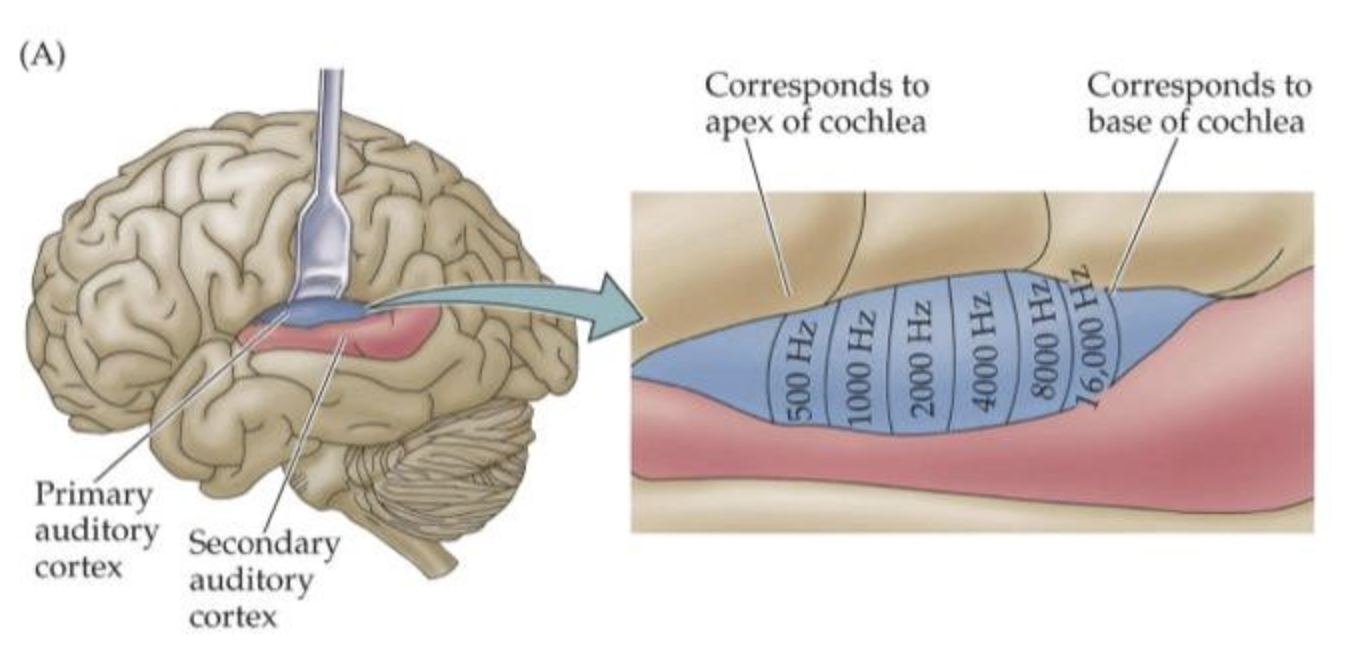 (A)
Corresponds to
apex of cochlea
Corresponds to
base of cochlea
500 Hz
1000 Hz
2000 Hz
4000 Hz
8000 Hz
16,000 Hz
Primary
auditory
cortex
Secondary
auditory
cortex